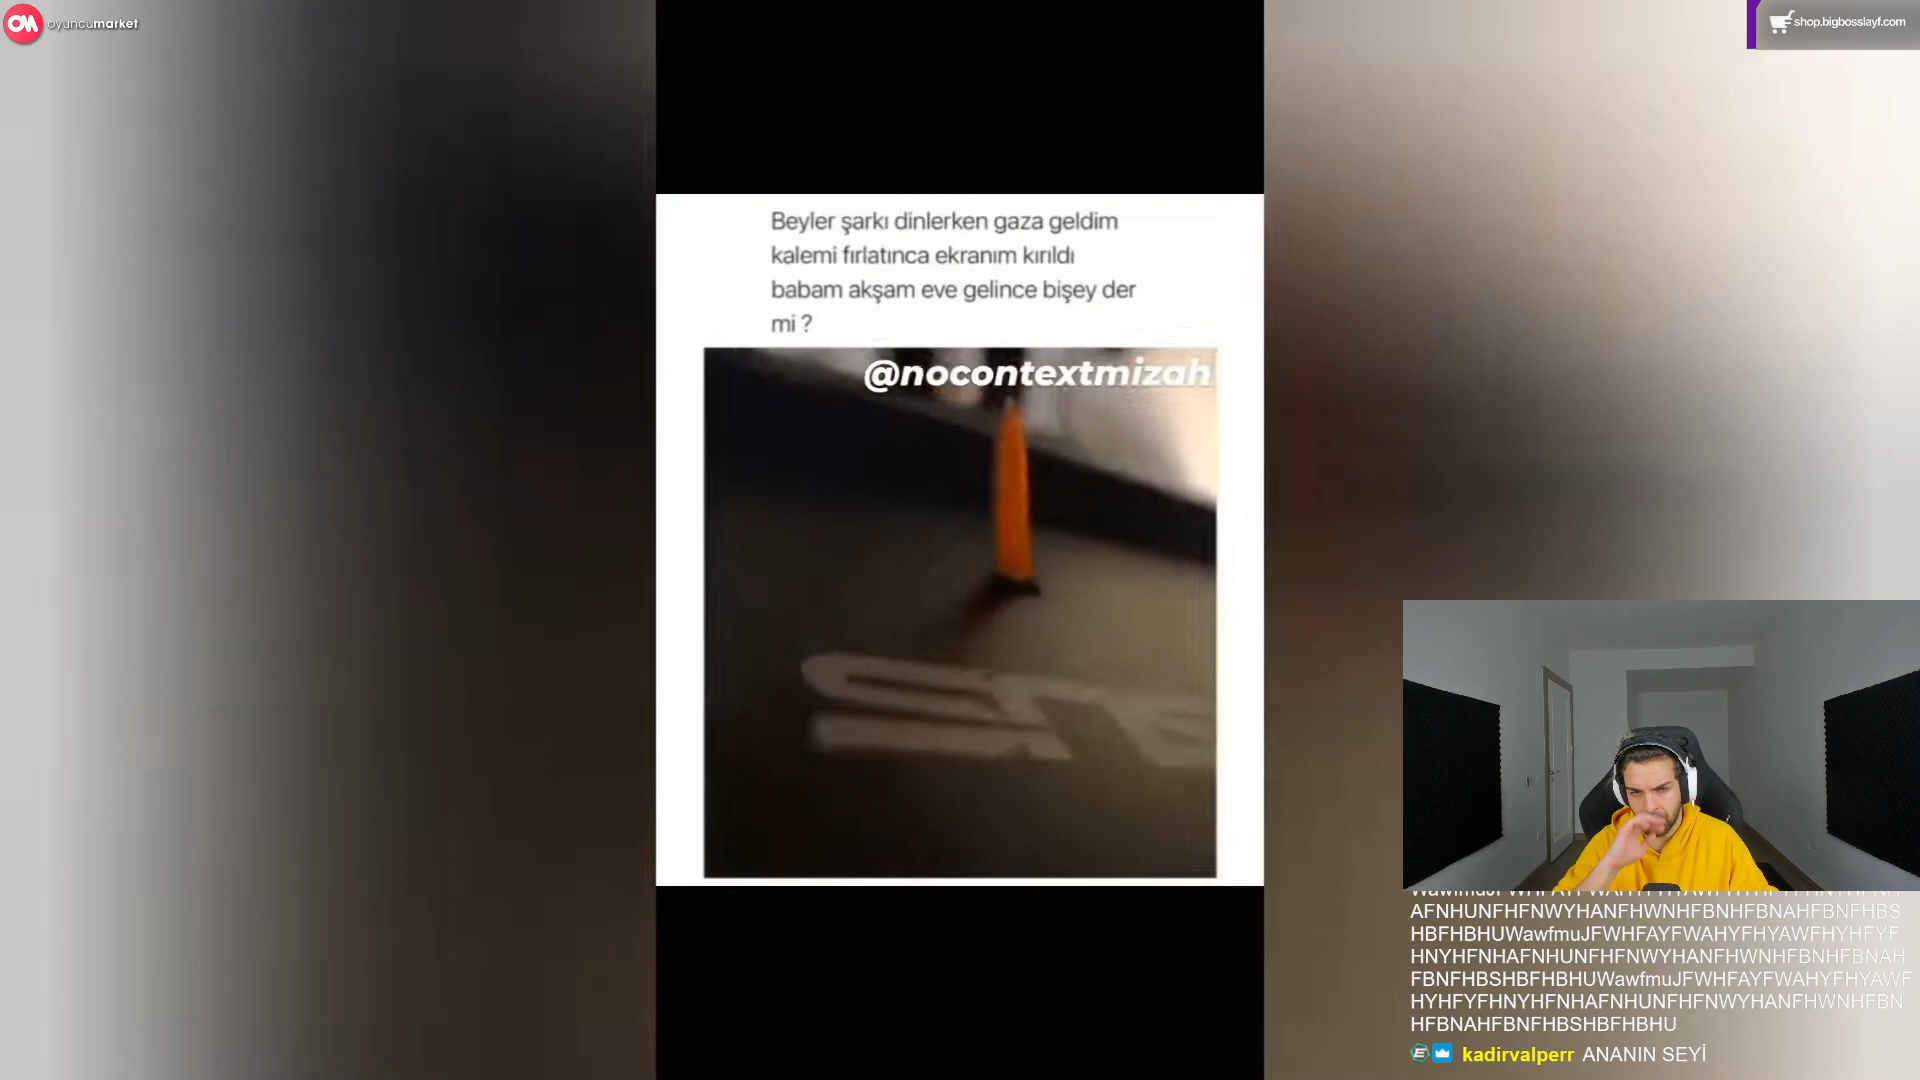 OM oyuncumarket
shop.bigbosslayf.com
Beyler şarkı dinlerken gaza geldim
kalemi fırlatınca ekranım kırıldı
babam akşam eve gelince bişey der
mi ?
@nocontextmizah
AFNHUNFHFNWYHANFHWNHFBNHFBNAHFBNFHBS
HBFHBHUWawfmuJFWHFAYFWAHYFHYAWFHYHFYF
HNYHFNHAFNHUNFHFNWYHANFHWNHFBNHFBNAH
FBNFHBSHBFHBHUWawfmuJFWHFAYFWAHYFHYAWF
HYHFYFHNYHFNHAFNHUNFHFNWYHANFHWNHFBN
HFBNAHFBNFHBSHBFHBHU
kadirvalperr ANANIN SEYİ